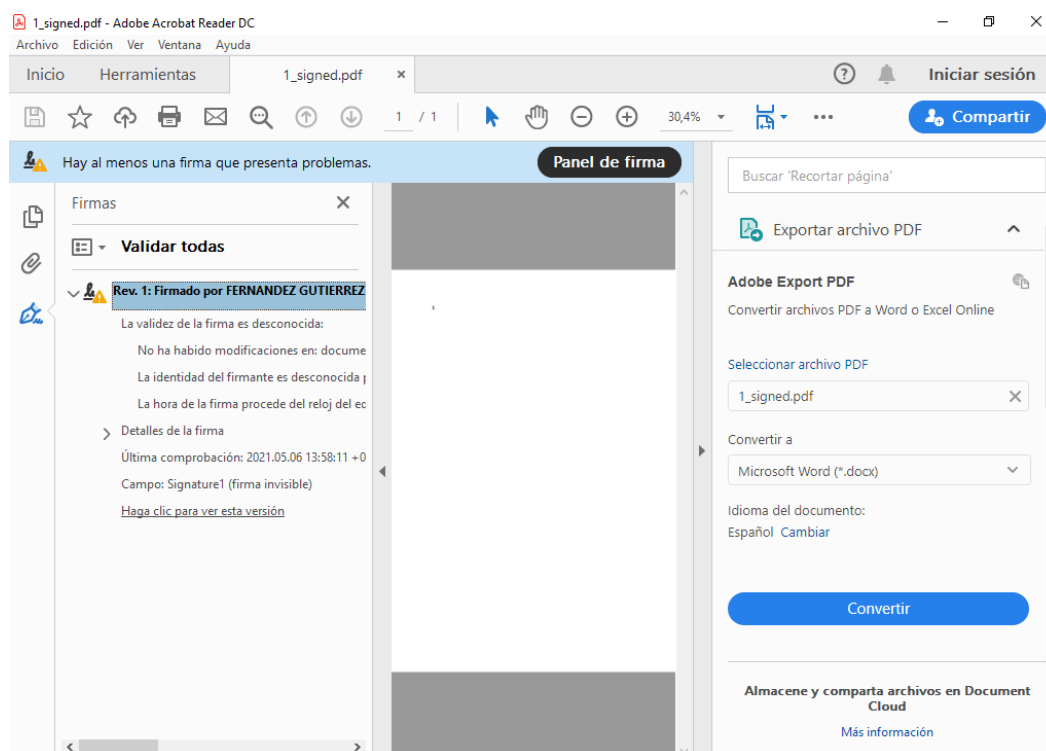 1_signed.pdf - Adobe Acrobat Reader DC
Archivo Edición Ver Ventana Ayuda
Inicio Herramientas 1_signed.pdf × Iniciar sesión
1 / 1 30,4% Compartir
Hay al menos una firma que presenta problemas. Panel de firma
Firmas
Validar todas
Rev. 1: Firmado por FERNANDEZ GUTIERREZ
La validez de la firma es desconocida:
No ha habido modificaciones en: docume
La identidad del firmante es desconocida
La hora de la firma procede del reloj del
Detalles de la firma
Última comprobación: 2021.05.06 13:58:11 +0
Campo: Signature1 (firma invisible)
Haga clic para ver esta versión
Buscar 'Recortar página'
Exportar archivo PDF
Adobe Export PDF
Convertir archivos PDF a Word o Excel Online
Seleccionar archivo PDF
1_signed.pdf
Convertir a
Microsoft Word (*.docx)
Idioma del documento:
Español Cambiar
Convertir
Almacene y comparta archivos en Document
Cloud
Más información